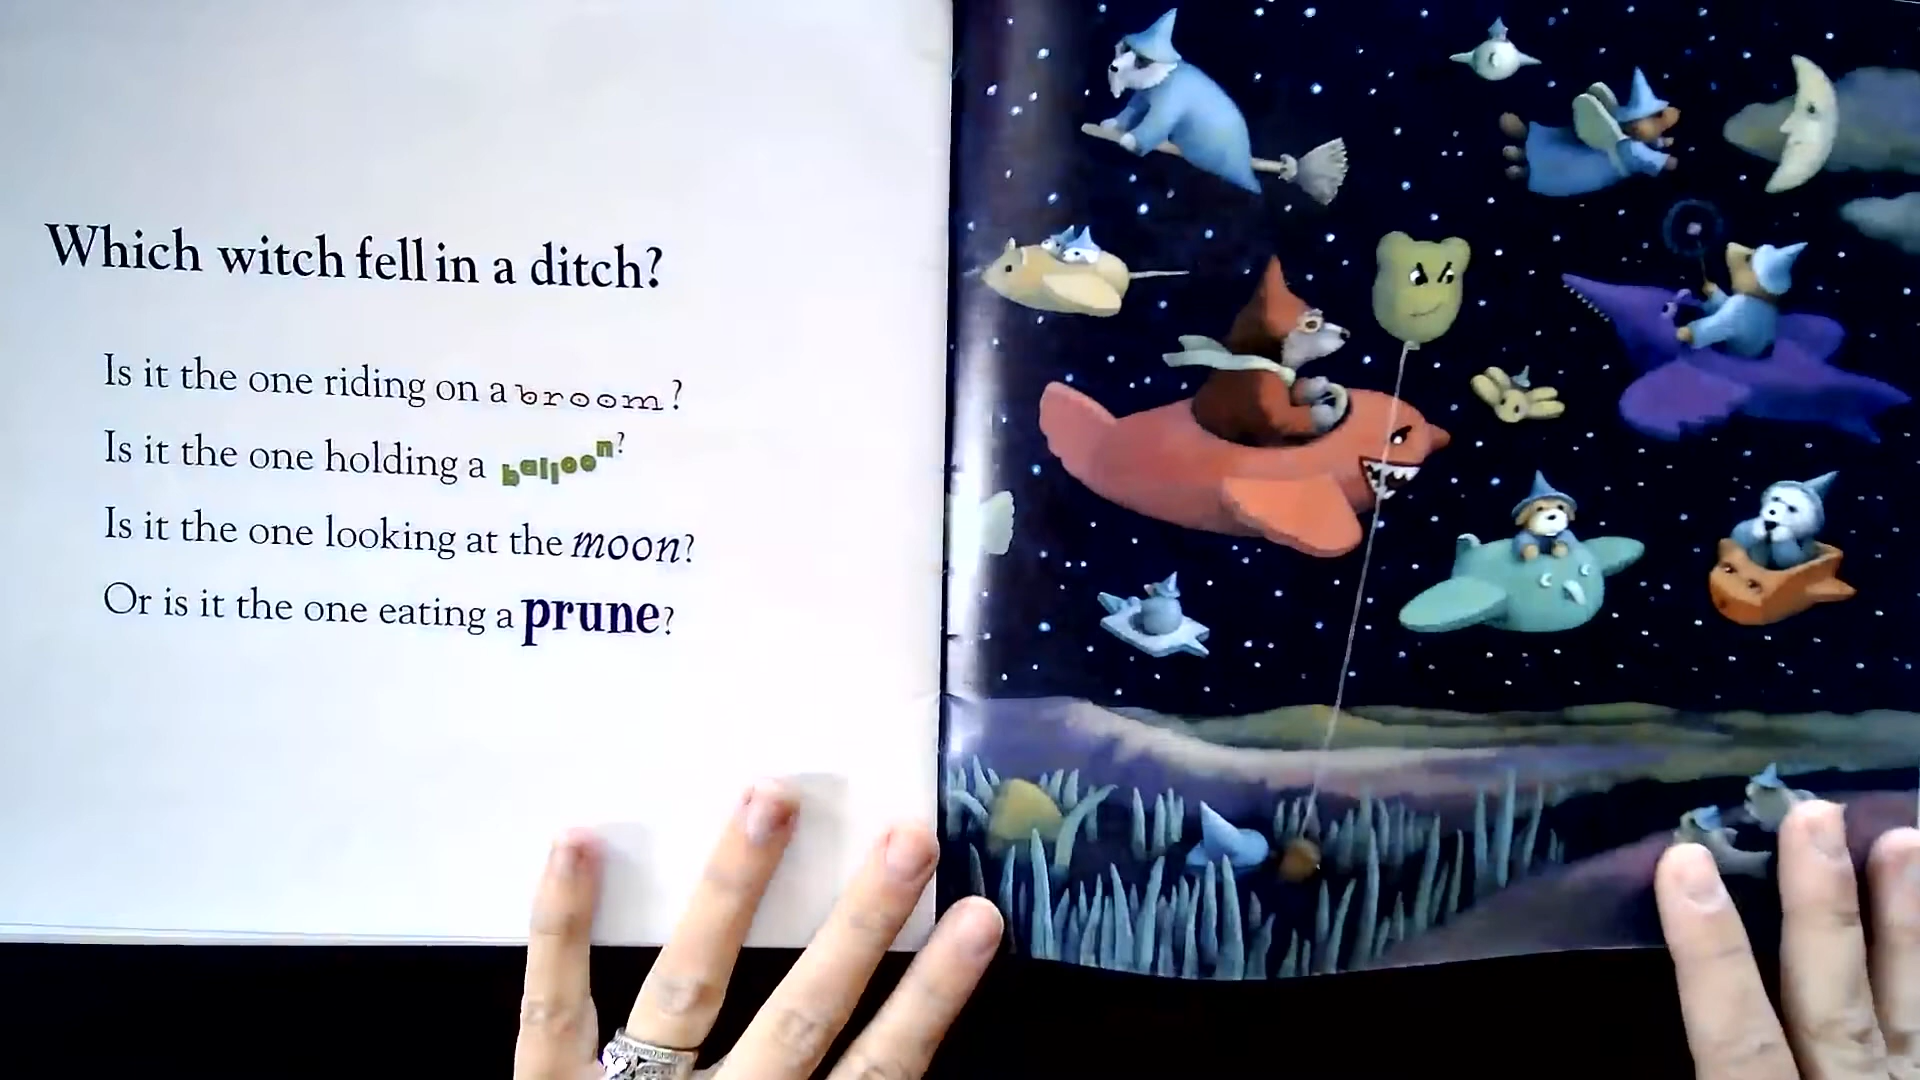 Which witch fell in a ditch?
Is it the one riding on a broom?
Is it the one holding a balloon?
Is it the one looking at the moon?
Or is it the one eating a prune?